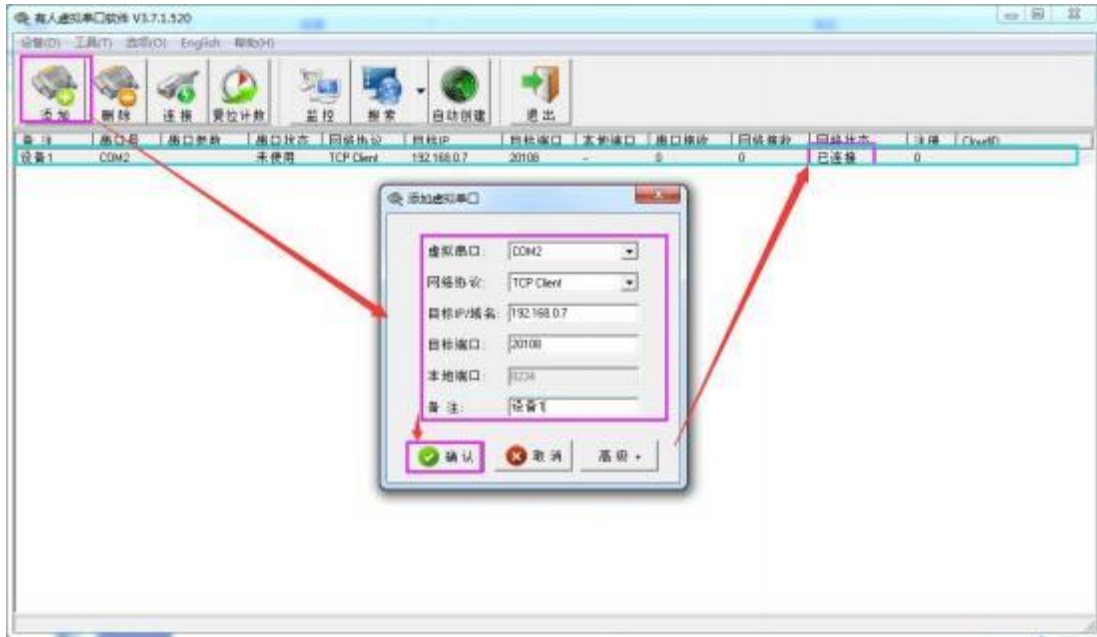 有人虚拟串口软件 V3.7.1.520
设备(D) 工具(T) 选项(O) English 帮助(H)
添加 删除 连接 复位计数 监控 搜索 自动创建 退出
备 注 串口号 串口参数 串口状态 网络协议 目标IP 目标端口 本地端口 串口接收 网络接收 网络状态 注册 CloudID
设备1 COM2 未使用 TCP Client 192.168.0.7 20108 - 0 0 已连接 0
添加虚拟串口
虚拟串口: COM2
网络协议: TCP Client
目标IP/域名: 192.168.0.7
目标端口: 20108
本地端口: 8234
备 注: 设备1
确认 取消 高级 +